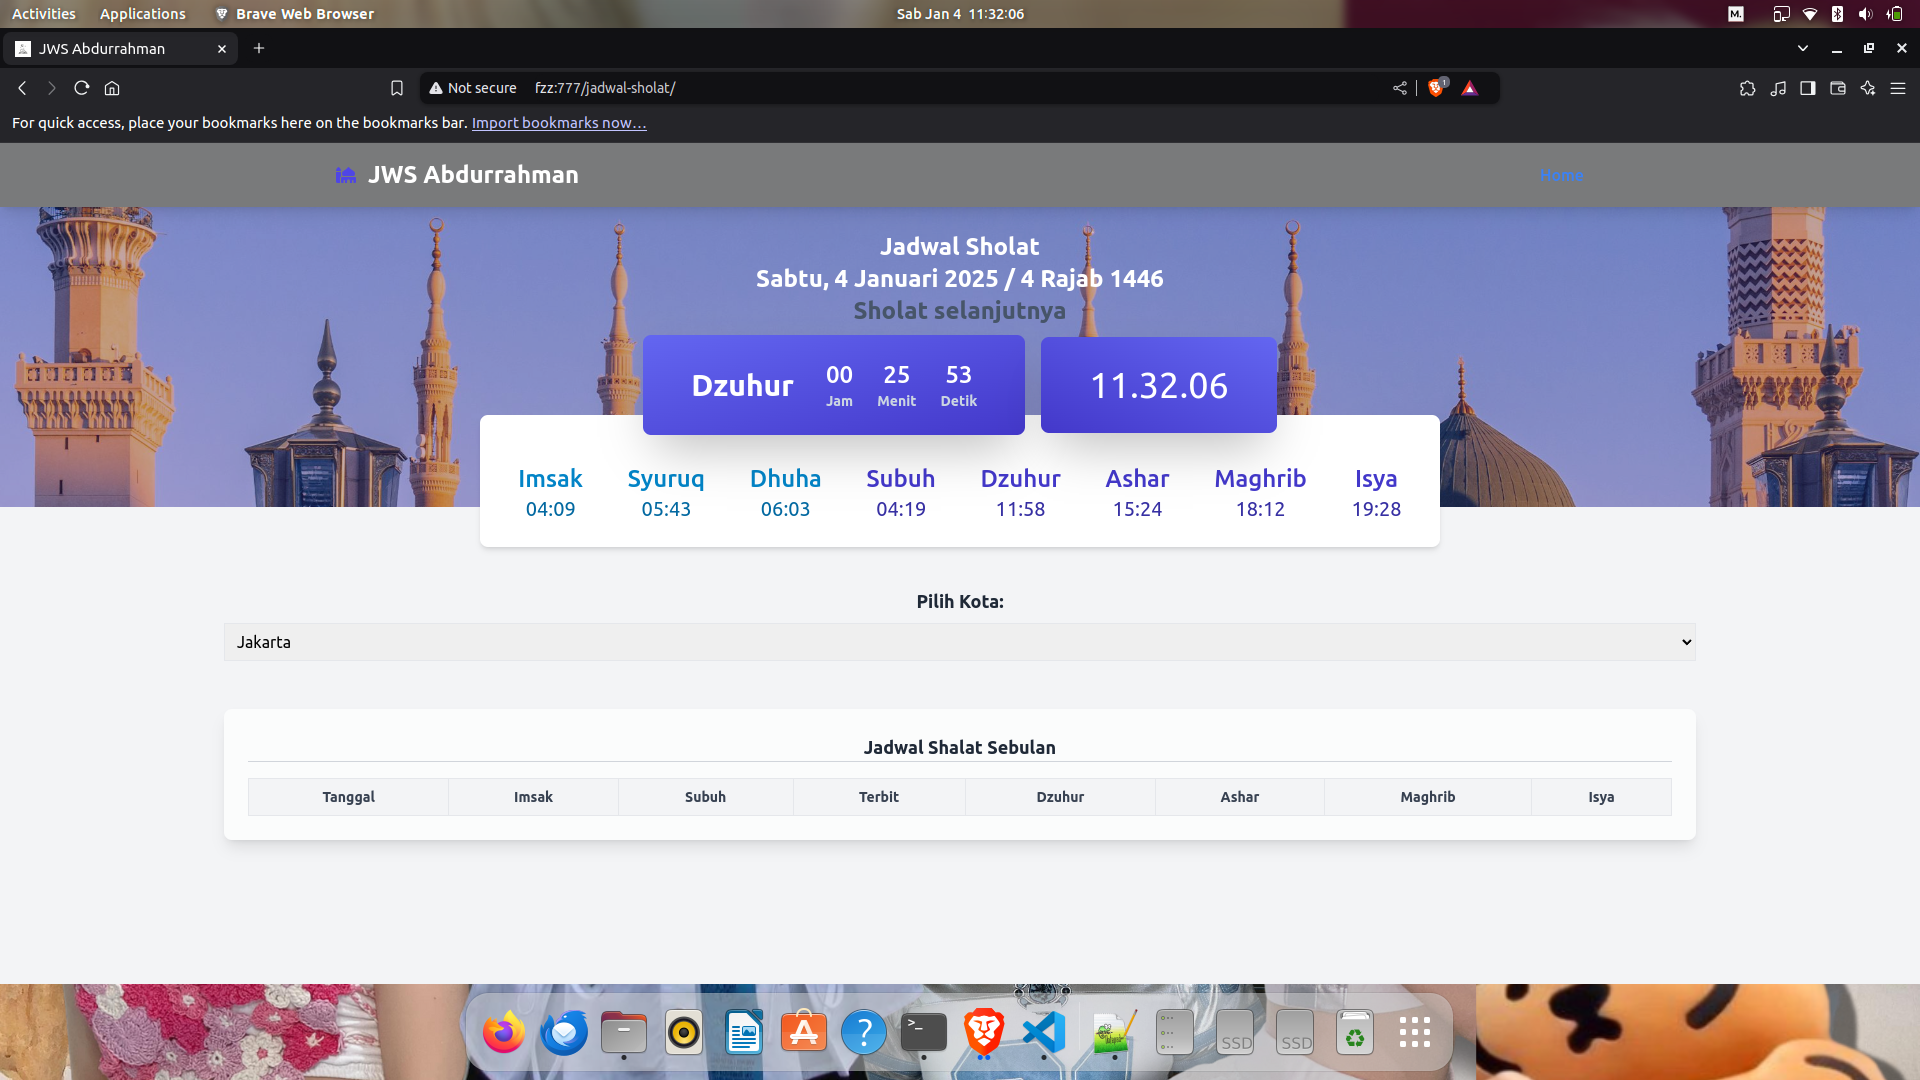 Activities Applications Brave Web Browser Sab Jan 4 11:32:06 M.
JWS Abdurrahman
Not secure fzz:777/jadwal-sholat/ 1
For quick access, place your bookmarks here on the bookmarks bar. Import bookmarks now...
JWS Abdurrahman Home
Jadwal Sholat
Sabtu, 4 Januari 2025 / 4 Rajab 1446
Sholat selanjutnya
Dzuhur 00 25 53 11.32.06
Jam Menit Detik
Imsak Syuruq Dhuha Subuh Dzuhur Ashar Maghrib Isya
04:09 05:43 06:03 04:19 11:58 15:24 18:12 19:28
Pilih Kota:
Jakarta
Jadwal Shalat Sebulan
Tanggal Imsak Subuh Terbit Dzuhur Ashar Maghrib Isya
>_ ? SSD SSD